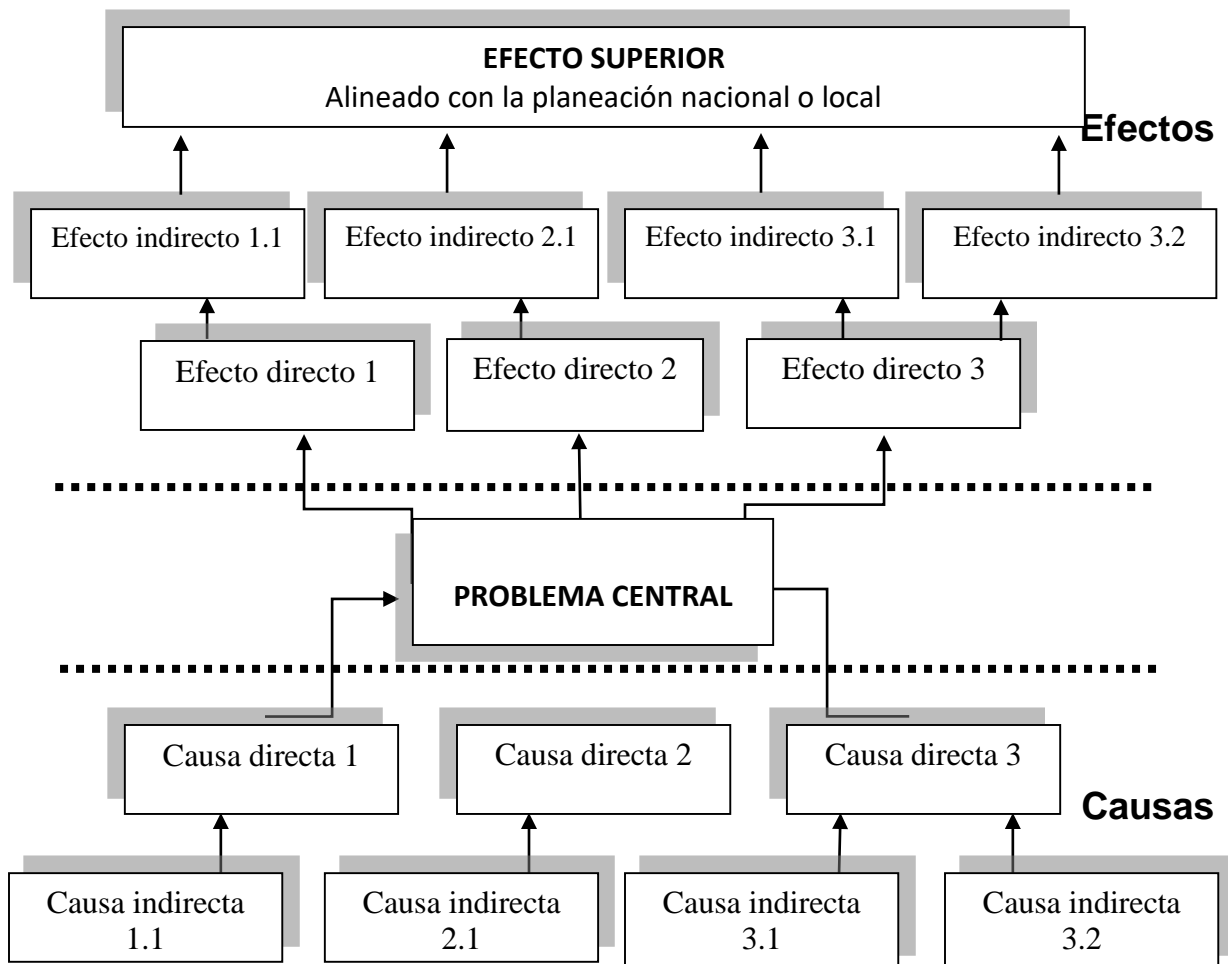 EFECTO SUPERIOR
Alineado con la planeación nacional o local
Efectos
Efecto indirecto 1.1
Efecto indirecto 2.1
Efecto indirecto 3.1
Efecto indirecto 3.2
Efecto directo 1
Efecto directo 2
Efecto directo 3
PROBLEMA CENTRAL
Causa directa 1
Causa directa 2
Causa directa 3
Causas
Causa indirecta
1.1
Causa indirecta
2.1
Causa indirecta
3.1
Causa indirecta
3.2